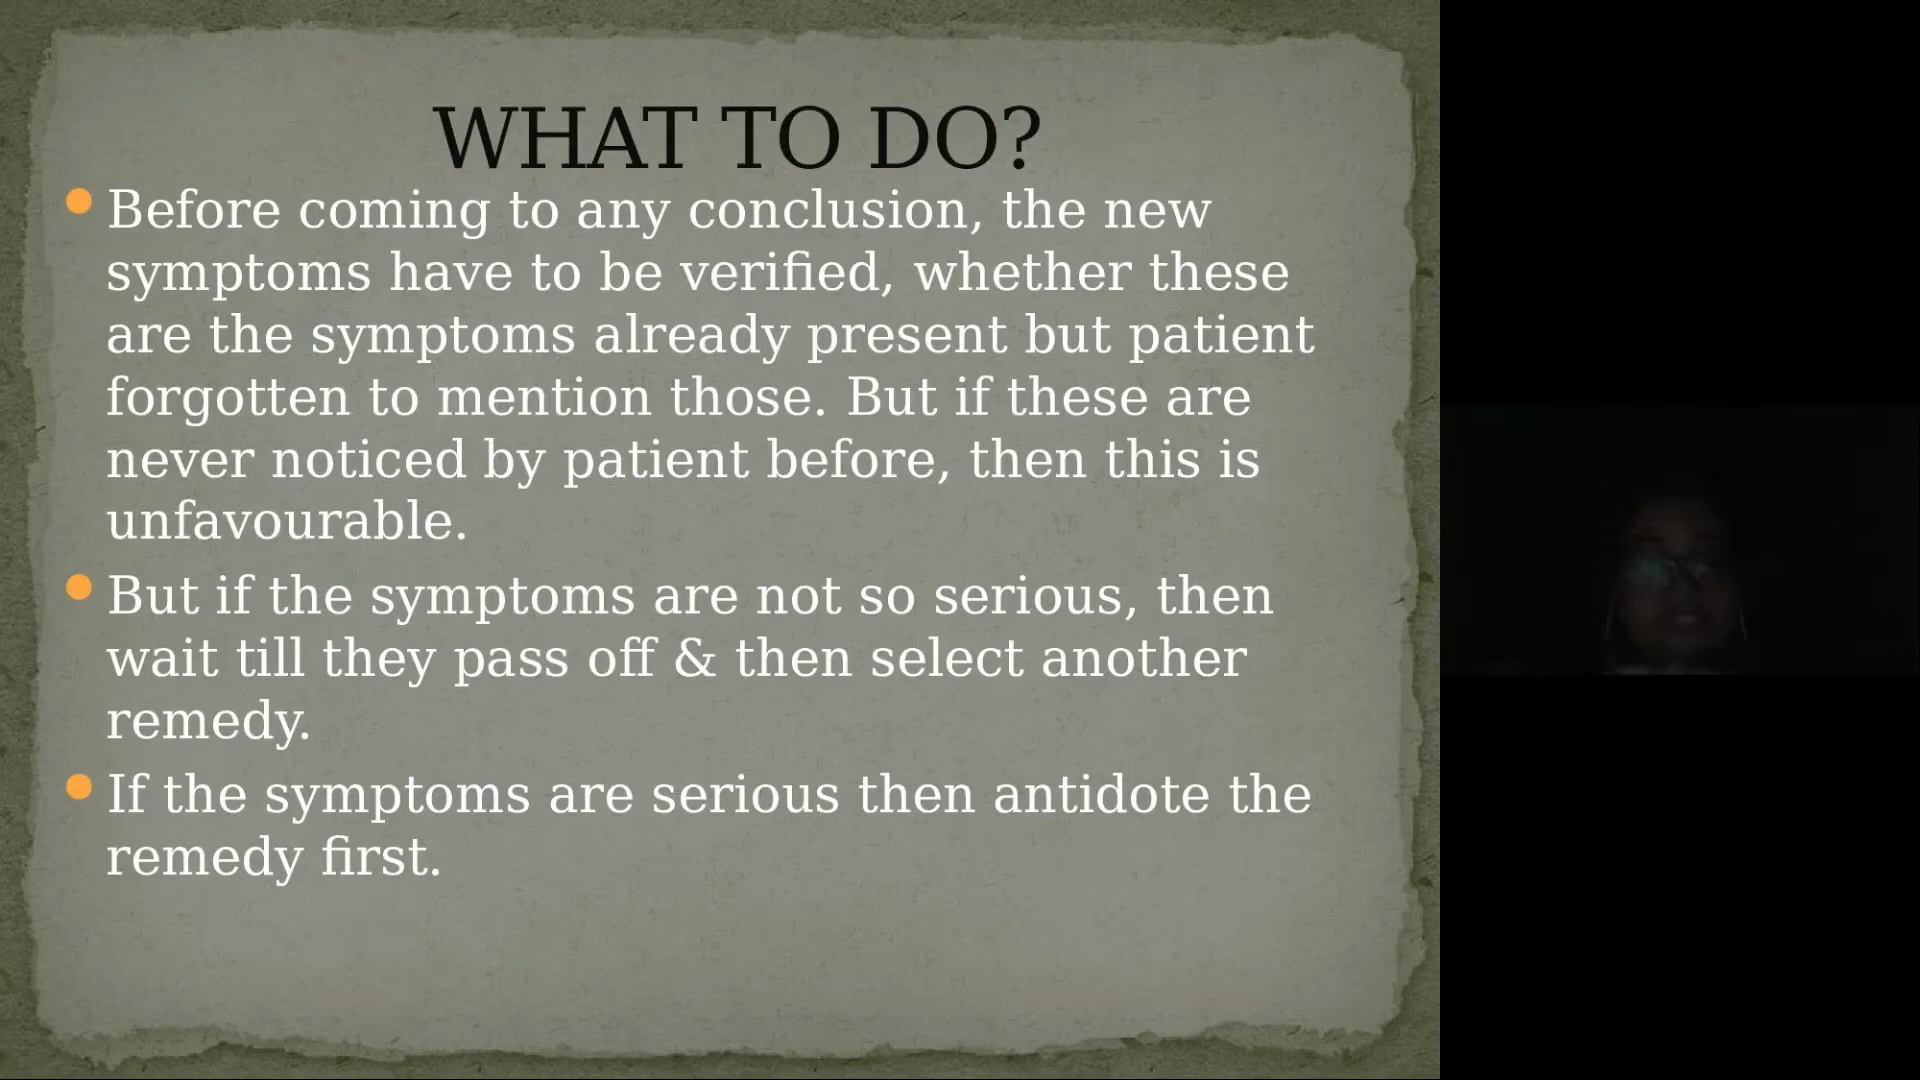 WHAT TO DO?
Before coming to any conclusion, the new
symptoms have to be verified, whether these
are the symptoms already present but patient
forgotten to mention those. But if these are
never noticed by patient before, then this is
unfavourable.
But if the symptoms are not so serious, then
wait till they pass off & then select another
remedy.
If the symptoms are serious then antidote the
remedy first.